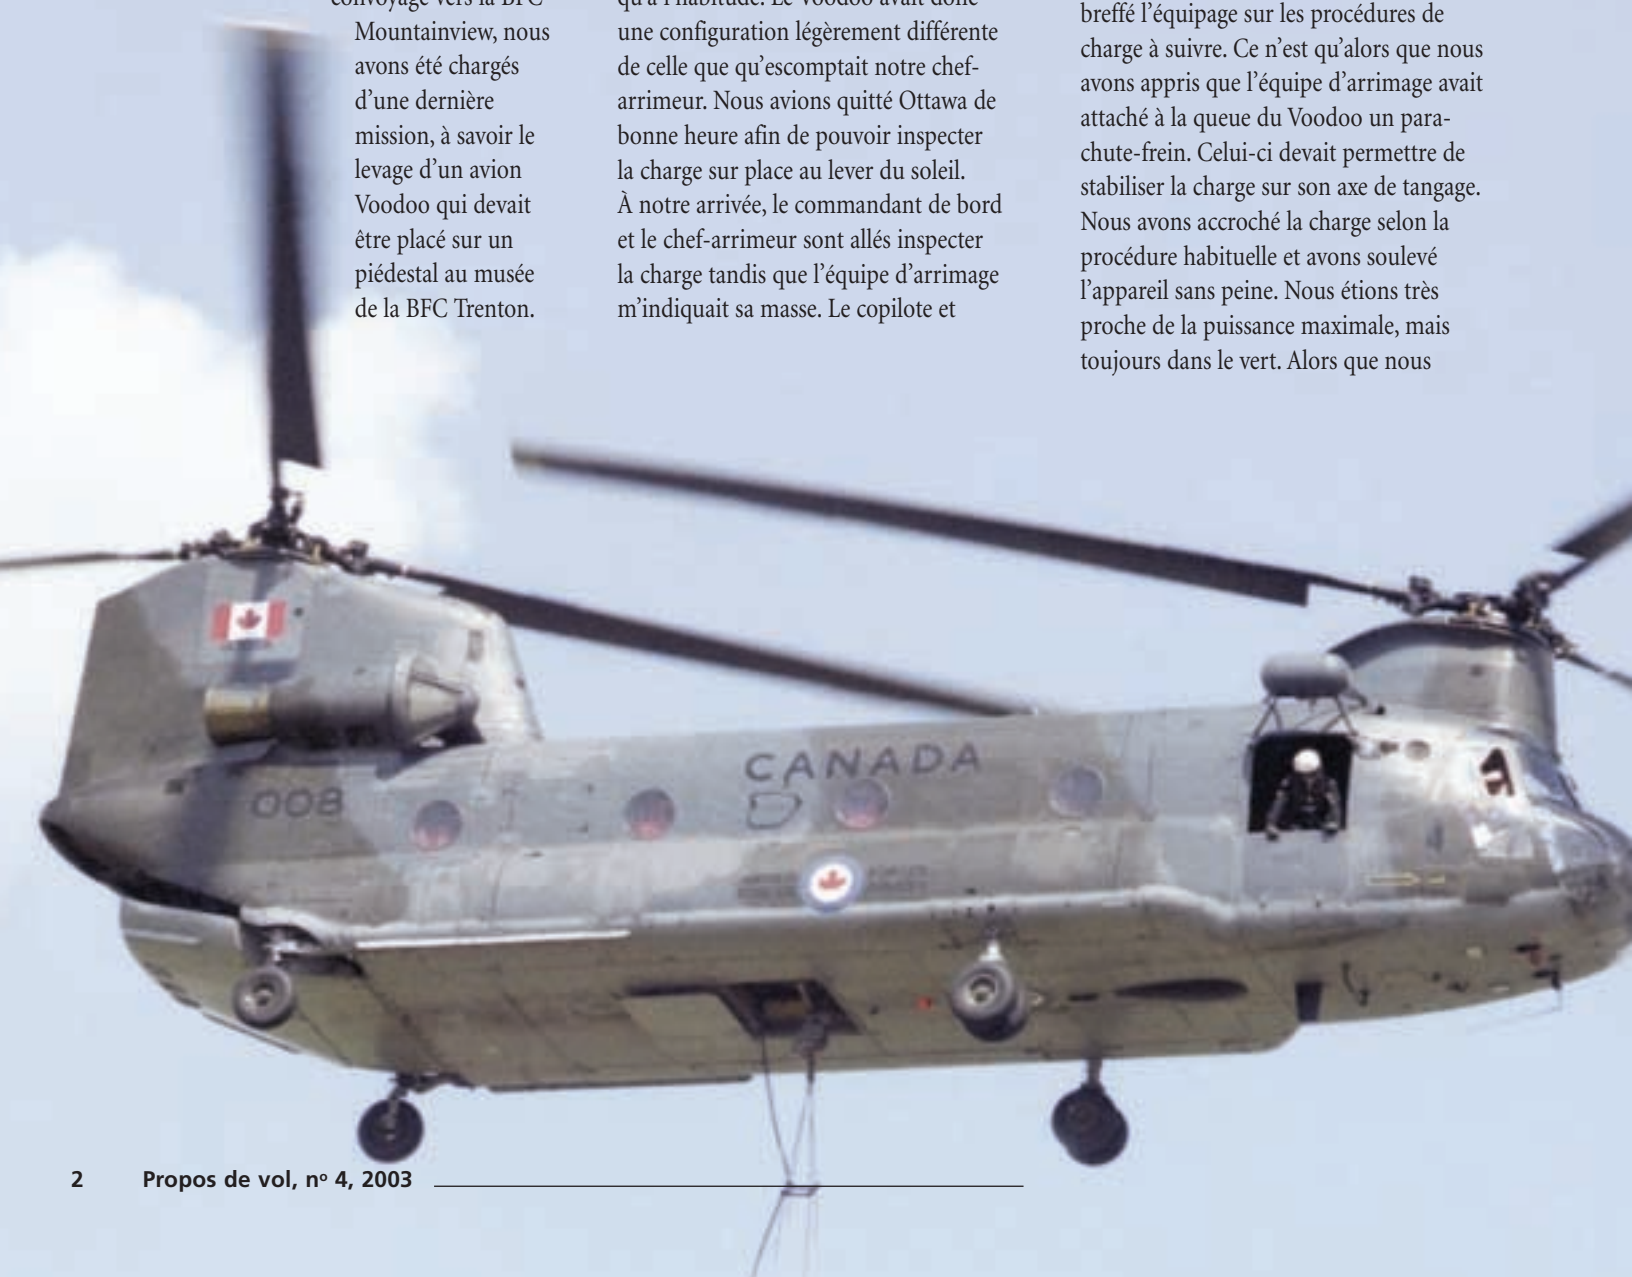 convoyage vers la BFC
Mountainview, nous
avons été chargés
d'une dernière
mission, à savoir le
levage d'un avion
Voodoo qui devait
être placé sur un
piédestal au musée
de la BFC Trenton.
qu'à l'habitude. Le Voodoo avait donc
une configuration légèrement différente
de celle que qu'escomptait notre chef-
arrimeur. Nous avions quitté Ottawa de
bonne heure afin de pouvoir inspecter
la charge sur place au lever du soleil.
À notre arrivée, le commandant de bord
et le chef-arrimeur sont allés inspecter
la charge tandis que l'équipe d'arrimage
m'indiquait sa masse. Le copilote et
breffé l'équipage sur les procédures de
charge à suivre. Ce n'est qu'alors que nous
avons appris que l'équipe d'arrimage avait
attaché à la queue du Voodoo un para-
chute-frein. Celui-ci devait permettre de
stabiliser la charge sur son axe de tangage.
Nous avons accroché la charge selon la
procédure habituelle et avons soulevé
l'appareil sans peine. Nous étions très
proche de la puissance maximale, mais
toujours dans le vert. Alors que nous
CANADA
008
2 Propos de vol, nº 4, 2003